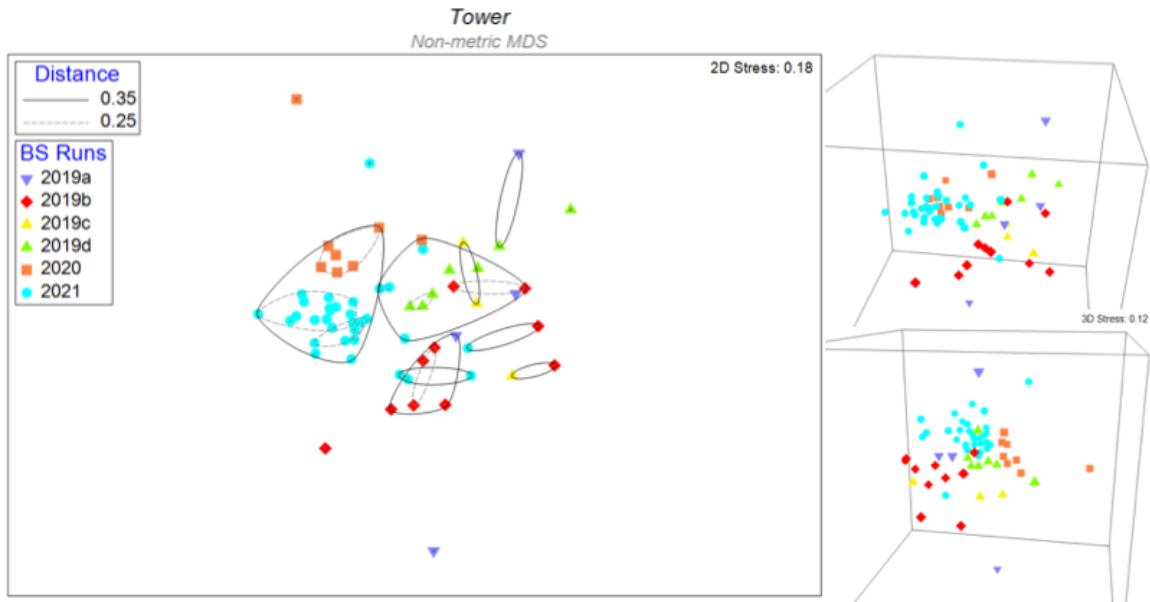 Tower
Non-metric MDS
Distance
0.35
0.25
BS Runs
2019a
2019b
2019c
2019d
2020
2021
2D Stress: 0.18
3D Stress: 0.12